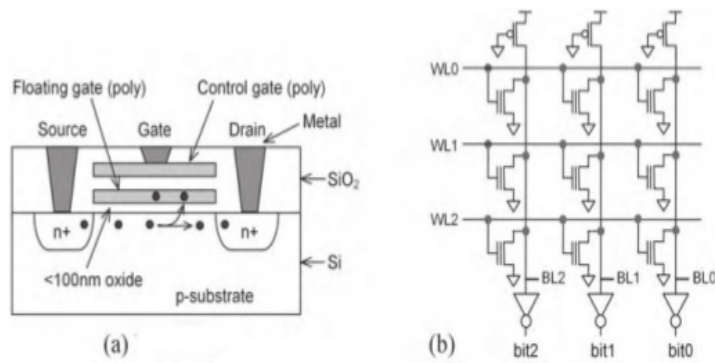 Floating gate (poly)
Control gate (poly)
Source
Gate
Drain
Metal
SiO2
n+
n+
<100nm oxide
Si
p-substrate
(a)
WL0
WL1
WL2
BL2
BL1
BL0
(b)
bit2
bit1
bit0